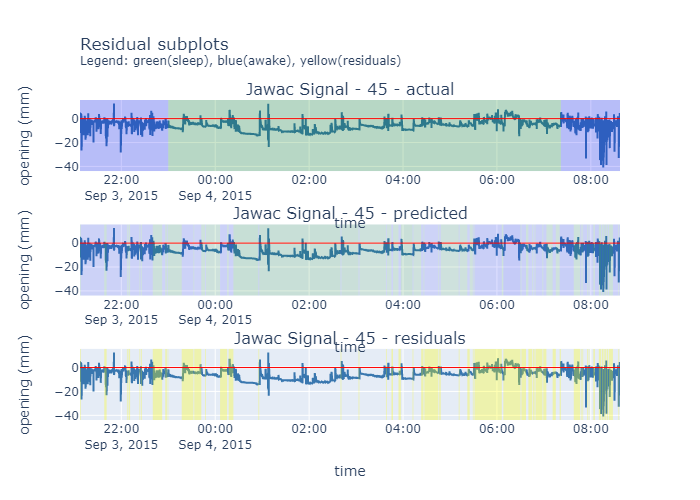 Residual subplots
Legend: green(sleep), blue(awake), yellow(residuals)
Jawac Signal - 45 - actual
opening (mm)
0
−20
−40
22:00 00:00 02:00 04:00 06:00 08:00
Sep 3, 2015 Sep 4, 2015
time
Jawac Signal - 45 - predicted
opening (mm)
0
−20
−40
22:00 00:00 02:00 04:00 06:00 08:00
Sep 3, 2015 Sep 4, 2015
time
Jawac Signal - 45 - residuals
opening (mm)
0
−20
−40
22:00 00:00 02:00 04:00 06:00 08:00
Sep 3, 2015 Sep 4, 2015
time